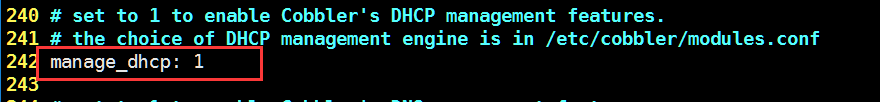 240 # set to 1 to enable Cobbler's DHCP management features.
241 # the choice of DHCP management engine is in /etc/cobbler/modules.conf
242 manage_dhcp: 1
243